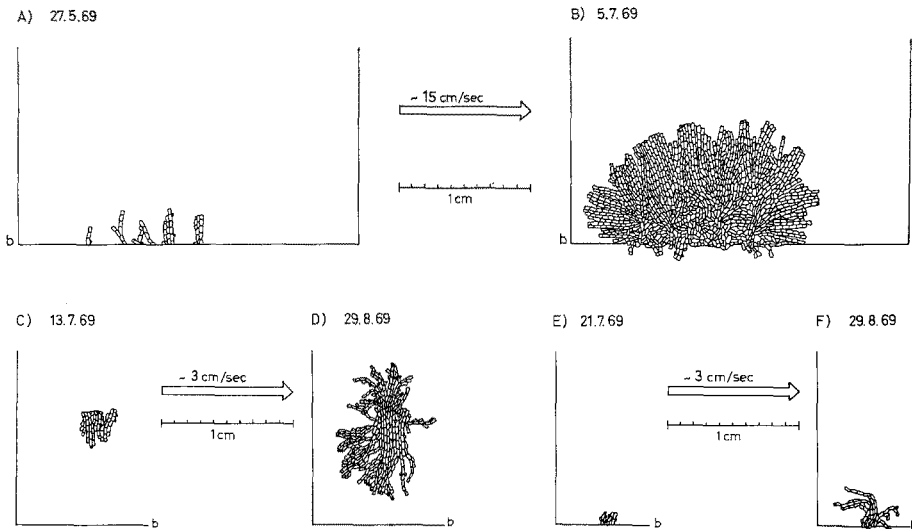 A) 27.5.69
B) 5.7.69
~ 15 cm/sec
1cm
b
b
C) 13.7.69
D) 29.8.69
E) 21.7.69
F) 29.8.69
~ 3 cm/sec
~ 3 cm/sec
1cm
1cm
b
b
b